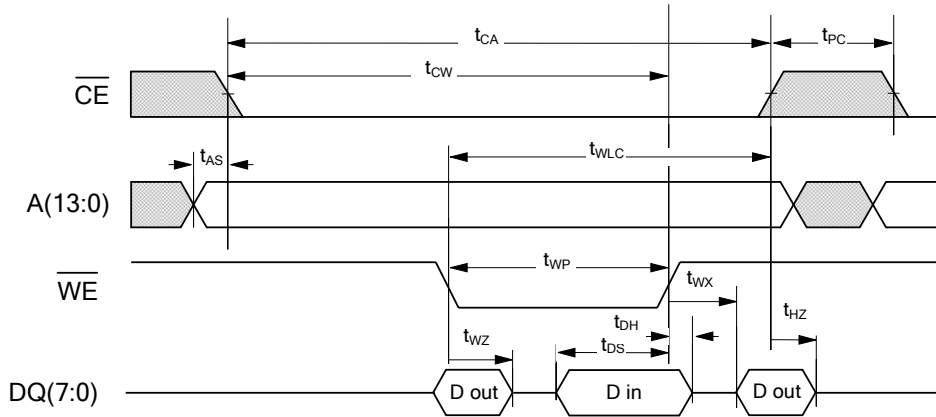 tCA
tPC
CE
tCW
tWLC
tAS
A(13:0)
tWP
WE
tWX
tDH
tHZ
tWZ
tDS
DQ(7:0)
D out
D in
D out